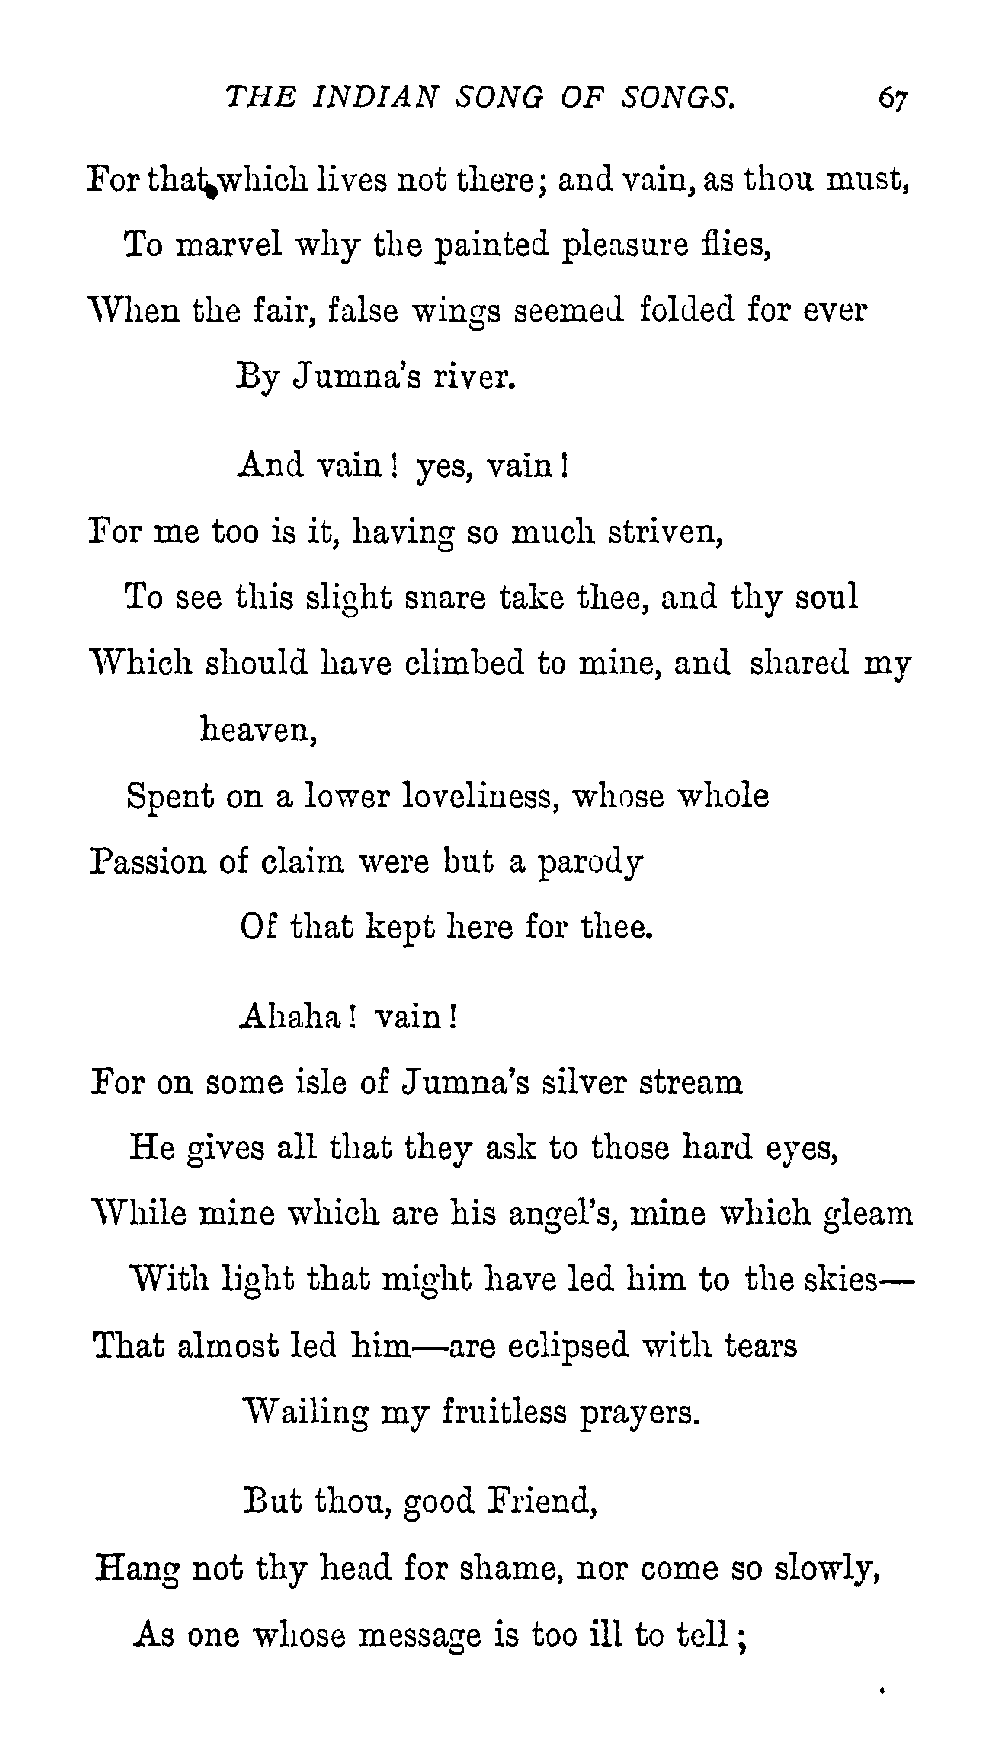 THE INDIAN SONG OF SONGS. 67
For that which lives not there; and vain, as thou must,
To marvel why the painted pleasure flies,
When the fair, false wings seemed folded for ever
By Jumna's river.
And vain! yes, vain!
For me too is it, having so much striven,
To see this slight snare take thee, and thy soul
Which should have climbed to mine, and shared my
heaven,
Spent on a lower loveliness, whose whole
Passion of claim were but a parody
Of that kept here for thee.
Ahaha! vain!
For on some isle of Jumna's silver stream
He gives all that they ask to those hard eyes,
While mine which are his angel's, mine which gleam
With light that might have led him to the skies—
That almost led him—are eclipsed with tears
Wailing my fruitless prayers.
But thou, good Friend,
Hang not thy head for shame, nor come so slowly,
As one whose message is too ill to tell;